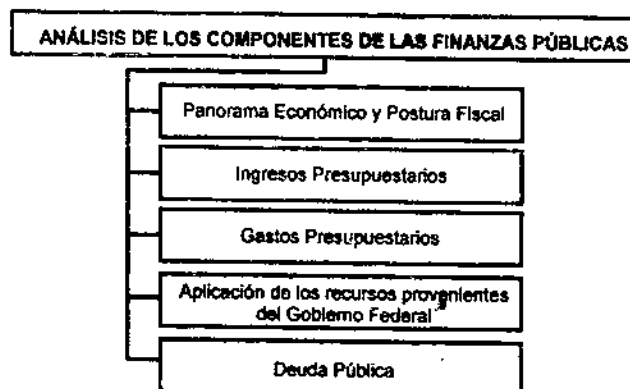 ANÁLISIS DE LOS COMPONENTES DE LAS FINANZAS PÚBLICAS
Panorama Económico y Postura Fiscal
Ingresos Presupuestarios
Gastos Presupuestarios
Aplicación de los recursos provenientes
del Gobierno Federal
Deuda Pública